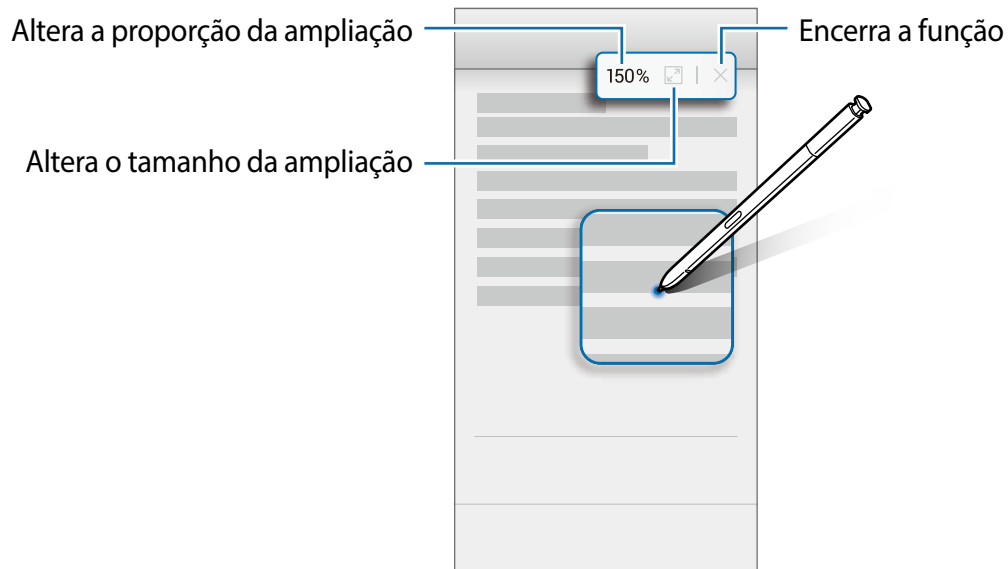 Altera a proporção da ampliação
Encerra a função
150%
Altera o tamanho da ampliação